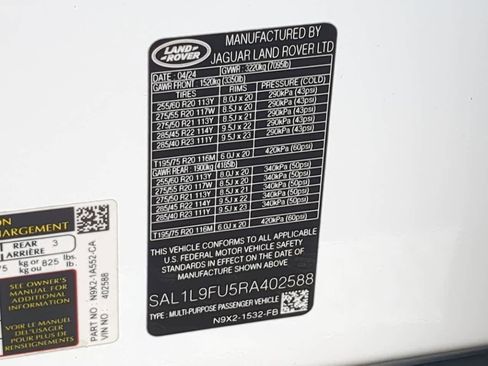 LAND-
ROVER
MANUFACTURED BY
JAGUAR LAND ROVER LTD
DATE : 04/24 GVWR : 3220kg (7095lb)
GAWR FRONT : 1520kg (3350lb)
TIRES RIMS PRESSURE (COLD)
255/60 R20 113Y 8.0J x 20 290kPa (43psi)
275/55 R20 117W 8.5J x 20 290kPa (43psi)
275/50 R21 113Y 8.5J x 21 290kPa (43psi)
285/45 R22 114Y 9.5J x 22 290kPa (43psi)
285/40 R23 111Y 9.5J x 23 290kPa (43psi)
T195/75 R20 116M 6.0J x 20 420kPa (60psi)
GAWR REAR : 1900kg (4185lb)
255/60 R20 113Y 8.0J x 20 340kPa (50psi)
275/55 R20 117W 8.5J x 20 340kPa (50psi)
275/50 R21 113Y 8.5J x 21 340kPa (50psi)
285/45 R22 114Y 9.5J x 22 340kPa (50psi)
285/40 R23 111Y 9.5J x 23 340kPa (50psi)
T195/75 R20 116M 6.0J x 20 420kPa (60psi)
THIS VEHICLE CONFORMS TO ALL APPLICABLE
U.S. FEDERAL MOTOR VEHICLE SAFETY
STANDARDS IN EFFECT ON THE DATE OF
MANUFACTURE SHOWN ABOVE
SAL1L9FU5RA402588
TYPE : MULTI-PURPOSE PASSENGER VEHICLE
N9X2-1532-FB
ON
HARGEMENT
REAR 3
ARRIÈRE
75 kg or 825 lbs.
kg ou lb.
SEE OWNER'S
MANUAL FOR
ADDITIONAL
INFORMATION
VOIR LE MANUEL
DE L'USAGER
POUR PLUS DE
RENSEIGNEMENTS
PART NO : N9X2-1A552-CA
VIN NO : 402588